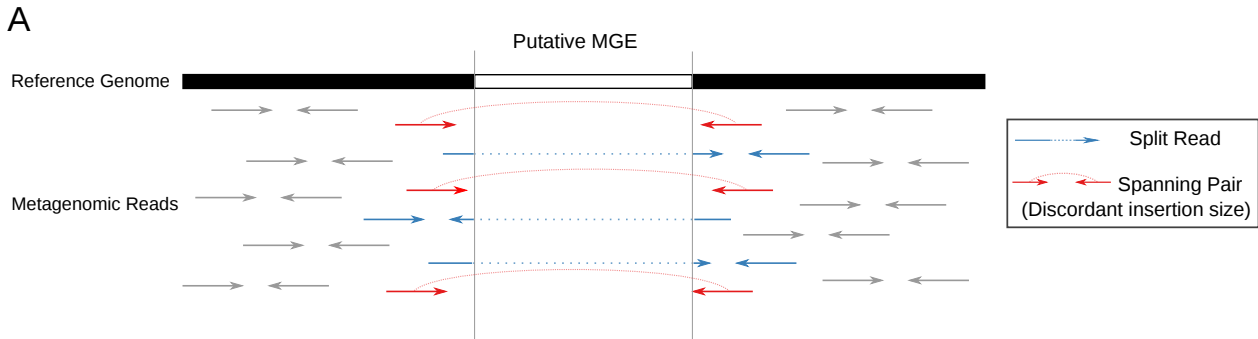 A
Putative MGE
Reference Genome
Metagenomic Reads
Split Read
Spanning Pair
(Discordant insertion size)